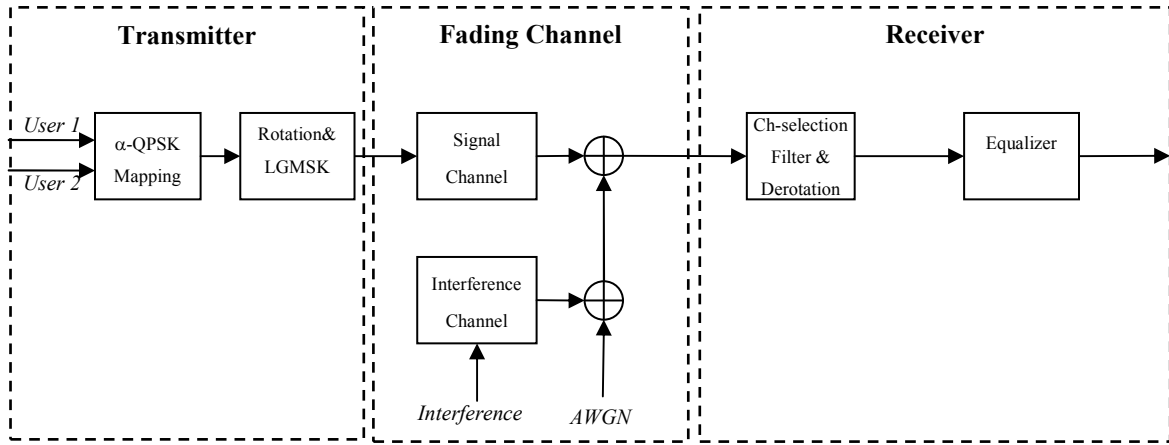 Transmitter
Fading Channel
Receiver
User 1
User 2
α-QPSK
Mapping
Rotation&
LGMSK
Signal
Channel
Ch-selection
Filter &
Derotation
Equalizer
Interference
Channel
Interference
AWGN